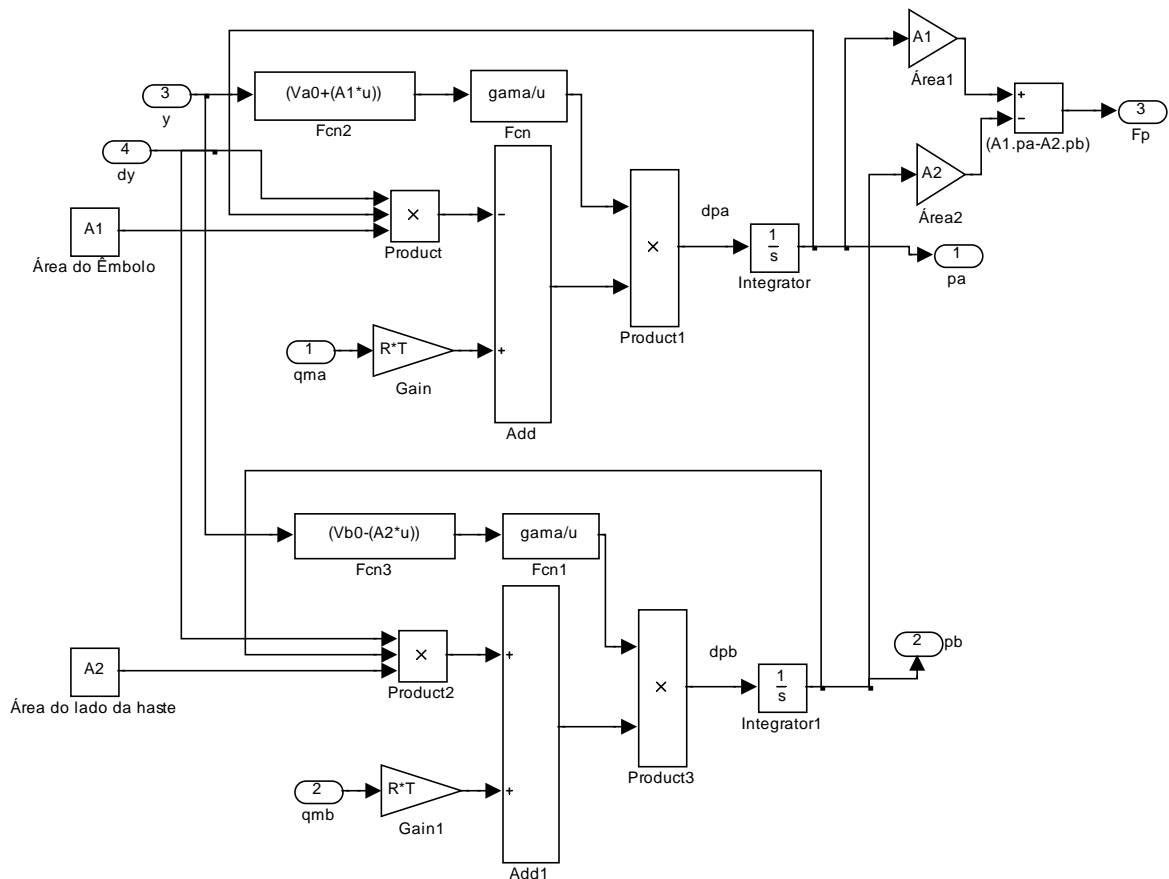 A1
Área1
3
y
(Va0+(A1*u))
Fcn2
gama/u
Fcn
+
−
(A1.pa-A2.pb)
3
Fp
4
dy
A2
Área2
A1
Área do Êmbolo
×
Product
−
×
Product1
dpa
1
s
Integrator
1
pa
1
qma
R*T
Gain
+
Add
(Vb0-(A2*u))
Fcn3
gama/u
Fcn1
A2
Área do lado da haste
×
Product2
+
×
Product3
dpb
1
s
Integrator1
2
pb
2
qmb
R*T
Gain1
+
Add1